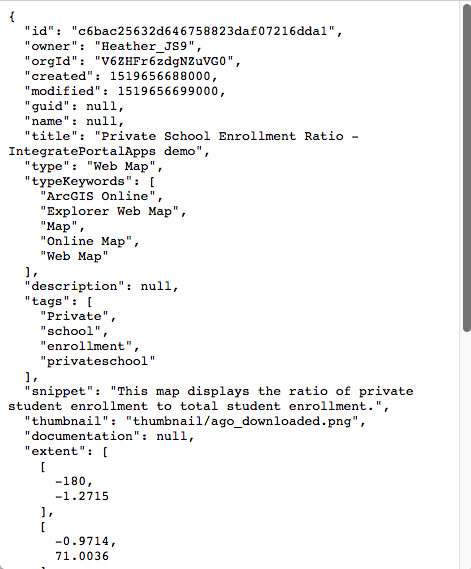 {
  "id": "c6bac25632d646758823daf07216dda1",
  "owner": "Heather_JS9",
  "orgId": "V6ZHFr6zdgNZuVG0",
  "created": 1519656688000,
  "modified": 1519656699000,
  "guid": null,
  "name": null,
  "title": "Private School Enrollment Ratio -
IntegratePortalApps demo",
  "type": "Web Map",
  "typeKeywords": [
    "ArcGIS Online",
    "Explorer Web Map",
    "Map",
    "Online Map",
    "Web Map"
  ],
  "description": null,
  "tags": [
    "Private",
    "school",
    "enrollment",
    "privateschool"
  ],
  "snippet": "This map displays the ratio of private
student enrollment to total student enrollment.",
  "thumbnail": "thumbnail/ago_downloaded.png",
  "documentation": null,
  "extent": [
    [
      -180,
      -1.2715
    ],
    [
      -0.9714,
      71.0036